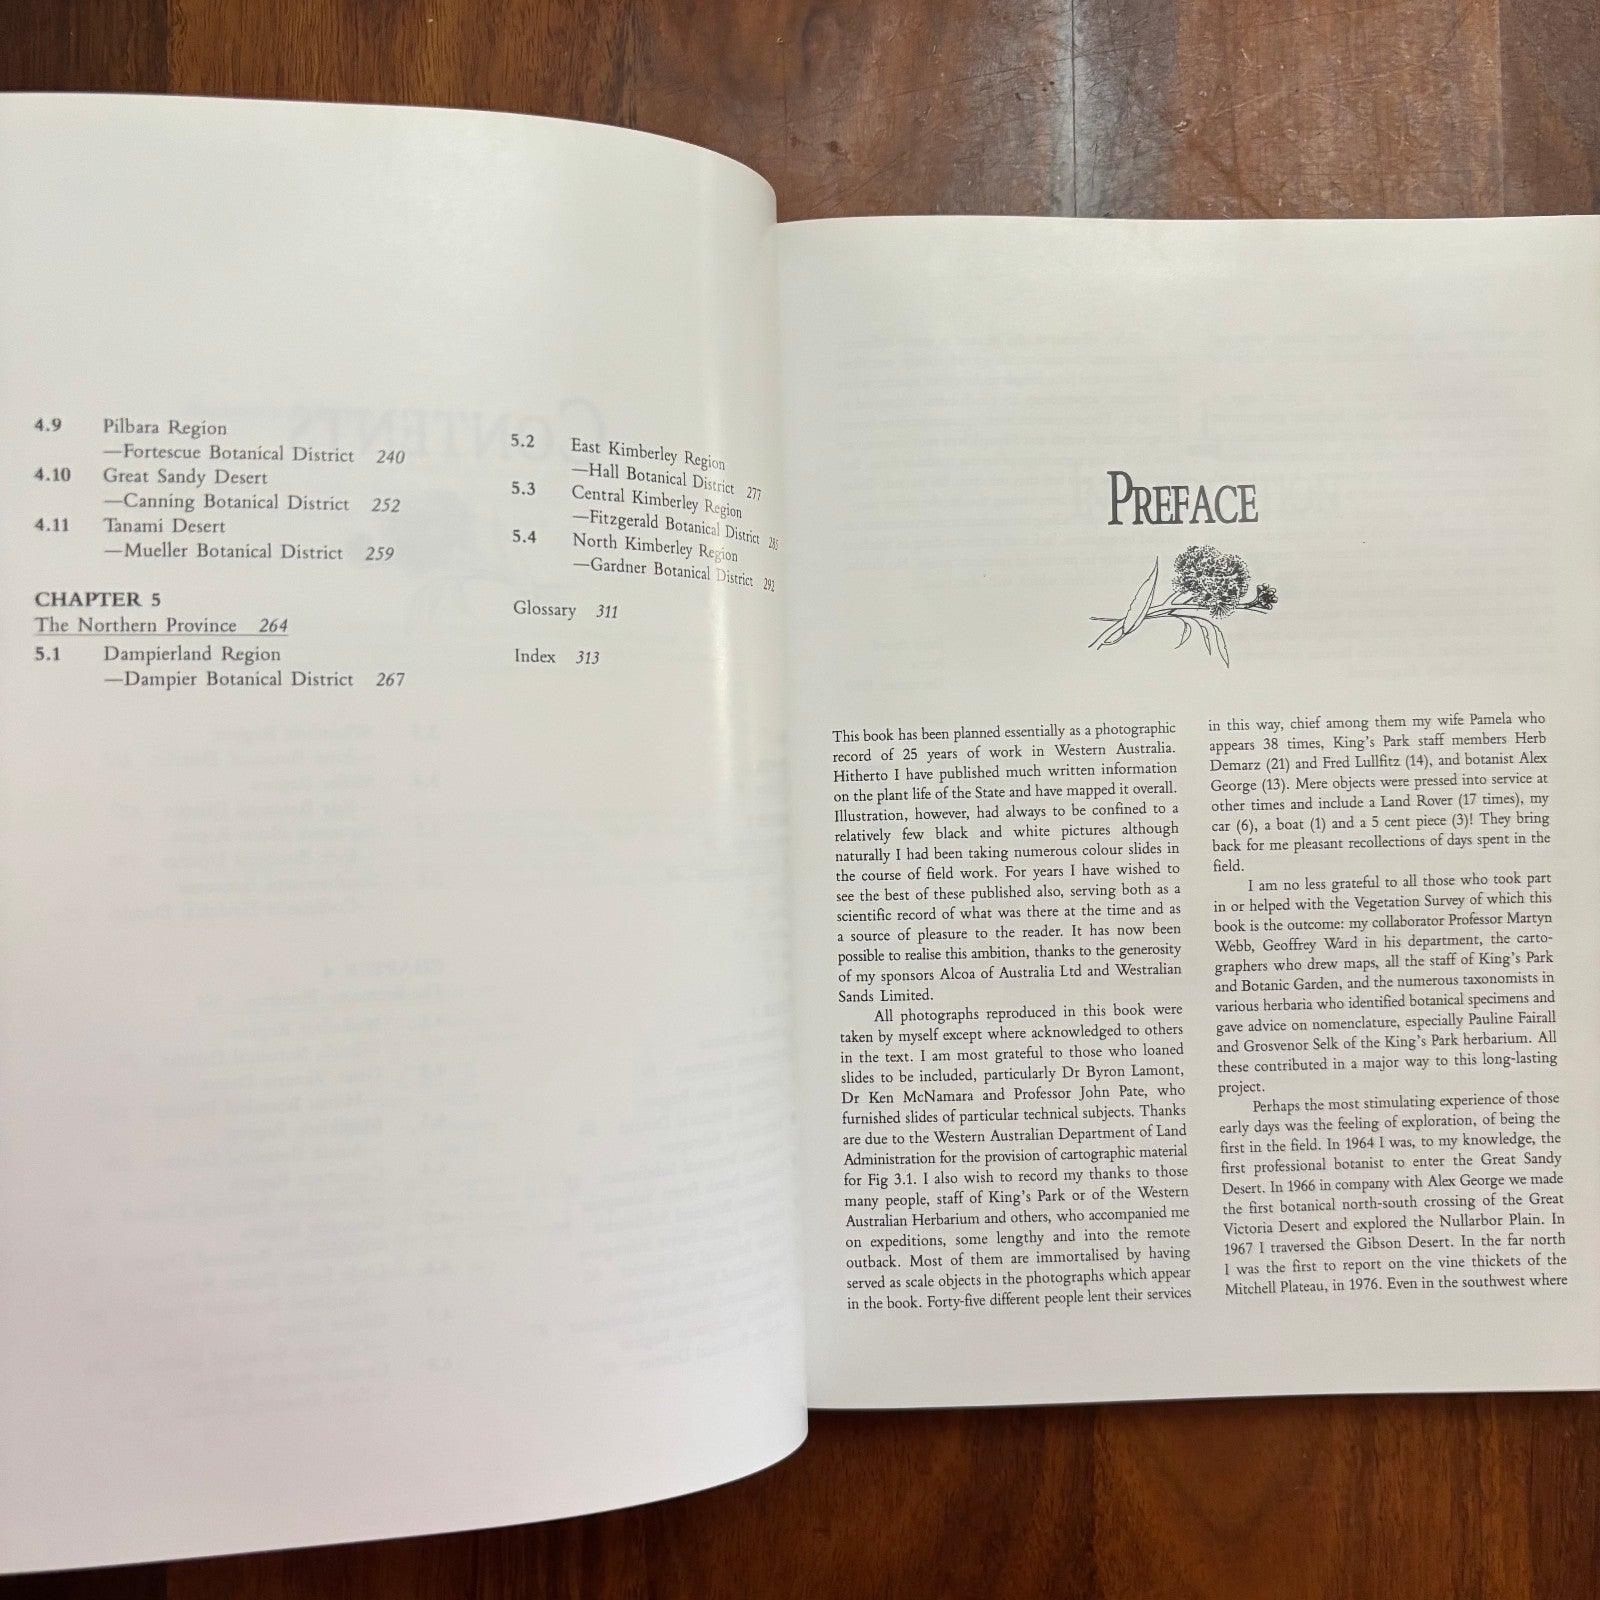 4.9 Pilbara Region
—Fortescue Botanical District 240
4.10 Great Sandy Desert
—Canning Botanical District 252
4.11 Tanami Desert
—Mueller Botanical District 259
CHAPTER 5
The Northern Province 264
5.1 Dampierland Region
—Dampier Botanical District 267
5.2 East Kimberley Region
—Hall Botanical District 277
5.3 Central Kimberley Region
—Fitzgerald Botanical District
5.4 North Kimberley Region
—Gardner Botanical District 292
Glossary 311
Index 313
PREFACE
This book has been planned essentially as a photographic
record of 25 years of work in Western Australia.
Hitherto I have published much written information
on the plant life of the State and have mapped it overall.
Illustration, however, had always to be confined to a
relatively few black and white pictures although
naturally I had been taking numerous colour slides in
the course of field work. For years I have wished to
see the best of these published also, serving both as a
scientific record of what was there at the time and as
a source of pleasure to the reader. It has now been
possible to realise this ambition, thanks to the generosity
of my sponsors Alcoa of Australia Ltd and Westralian
Sands Limited.
All photographs reproduced in this book were
taken by myself except where acknowledged to others
in the text. I am most grateful to those who loaned
slides to be included, particularly Dr Byron Lamont,
Dr Ken McNamara and Professor John Pate, who
furnished slides of particular technical subjects. Thanks
are due to the Western Australian Department of Land
Administration for the provision of cartographic material
for Fig 3.1. I also wish to record my thanks to those
many people, staff of King's Park or of the Western
Australian Herbarium and others, who accompanied me
on expeditions, some lengthy and into the remote
outback. Most of them are immortalised by having
served as scale objects in the photographs which appear
in the book. Forty-five different people lent their services
in this way, chief among them my wife Pamela who
appears 38 times, King's Park staff members Herb
Demarz (21) and Fred Lullfitz (14), and botanist Alex
George (13). Mere objects were pressed into service at
other times and include a Land Rover (17 times), my
car (6), a boat (1) and a 5 cent piece (3)! They bring
back for me pleasant recollections of days spent in the
field.
I am no less grateful to all those who took part
in or helped with the Vegetation Survey of which this
book is the outcome: my collaborator Professor Martyn
Webb, Geoffrey Ward in his department, the carto-
graphers who drew maps, all the staff of King's Park
and Botanic Garden, and the numerous taxonomists in
various herbaria who identified botanical specimens and
gave advice on nomenclature, especially Pauline Fairall
and Grosvenor Selk of the King's Park herbarium. All
these contributed in a major way to this long-lasting
project.
Perhaps the most stimulating experience of those
early days was the feeling of exploration, of being the
first in the field. In 1964 I was, to my knowledge, the
first professional botanist to enter the Great Sandy
Desert. In 1966 in company with Alex George we made
the first botanical north-south crossing of the Great
Victoria Desert and explored the Nullarbor Plain. In
1967 I traversed the Gibson Desert. In the far north
I was the first to report on the vine thickets of the
Mitchell Plateau, in 1976. Even in the southwest where